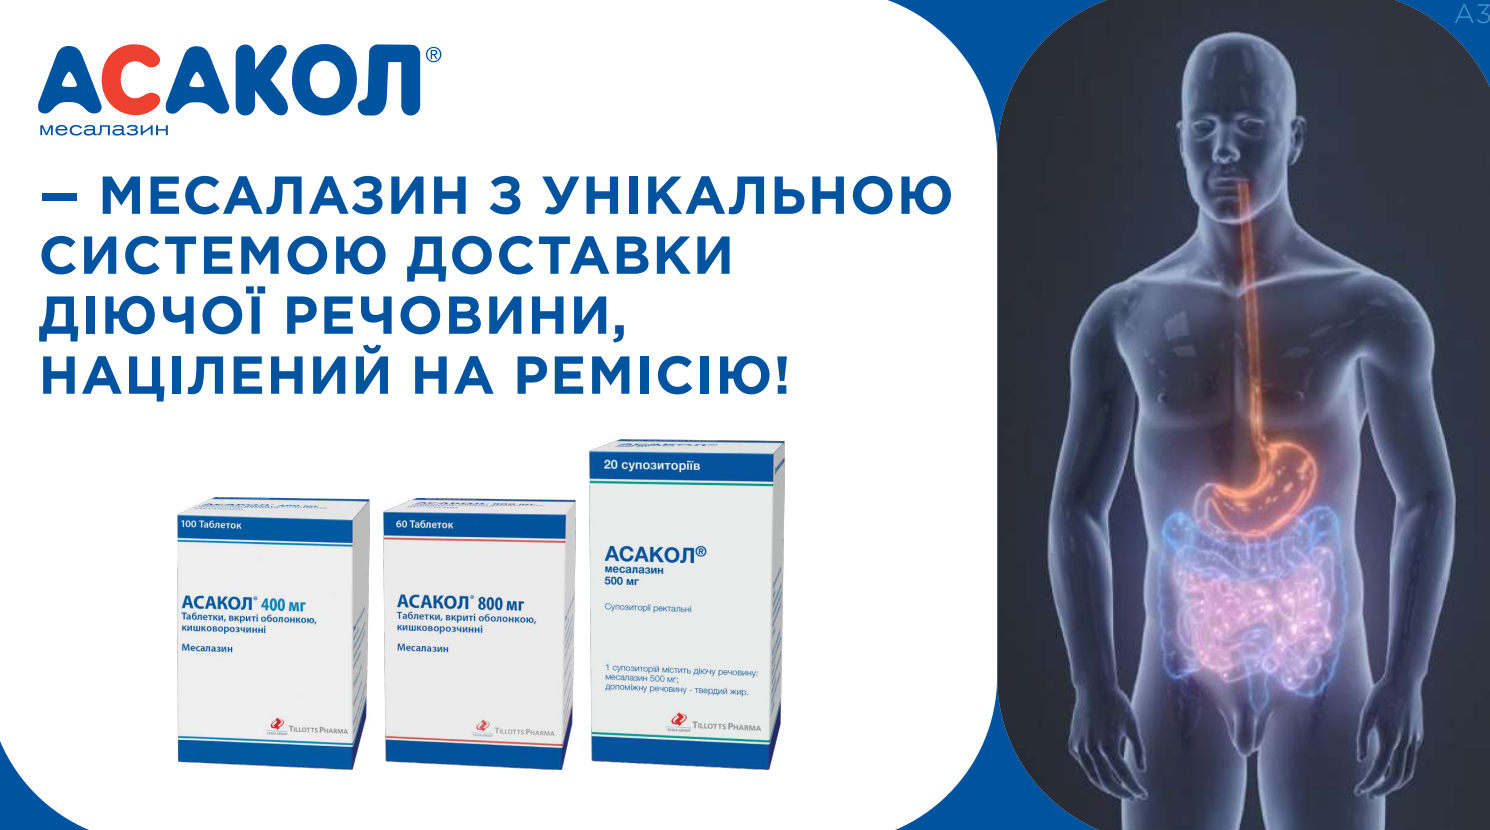 АСАКОЛ®
месалазин
— МЕСАЛАЗИН З УНІКАЛЬНОЮ
СИСТЕМОЮ ДОСТАВКИ
ДІЮЧОЇ РЕЧОВИНИ,
НАЦІЛЕНИЙ НА РЕМІСІЮ!
100 Таблеток
АСАКОЛ® 400 мг
Таблетки, вкриті оболонкою,
кишковорозчинні
Месалазин
TILLOTTS PHARMA
60 Таблеток
АСАКОЛ® 800 мг
Таблетки, вкриті оболонкою,
кишковорозчинні
Месалазин
TILLOTTS PHARMA
20 супозиторіїв
АСАКОЛ®
месалазин
500 мг
Супозиторії ректальні
1 супозиторій містить діючу речовину:
месалазин 500 мг;
допоміжну речовину - твердий жир.
TILLOTTS PHARMA
А3